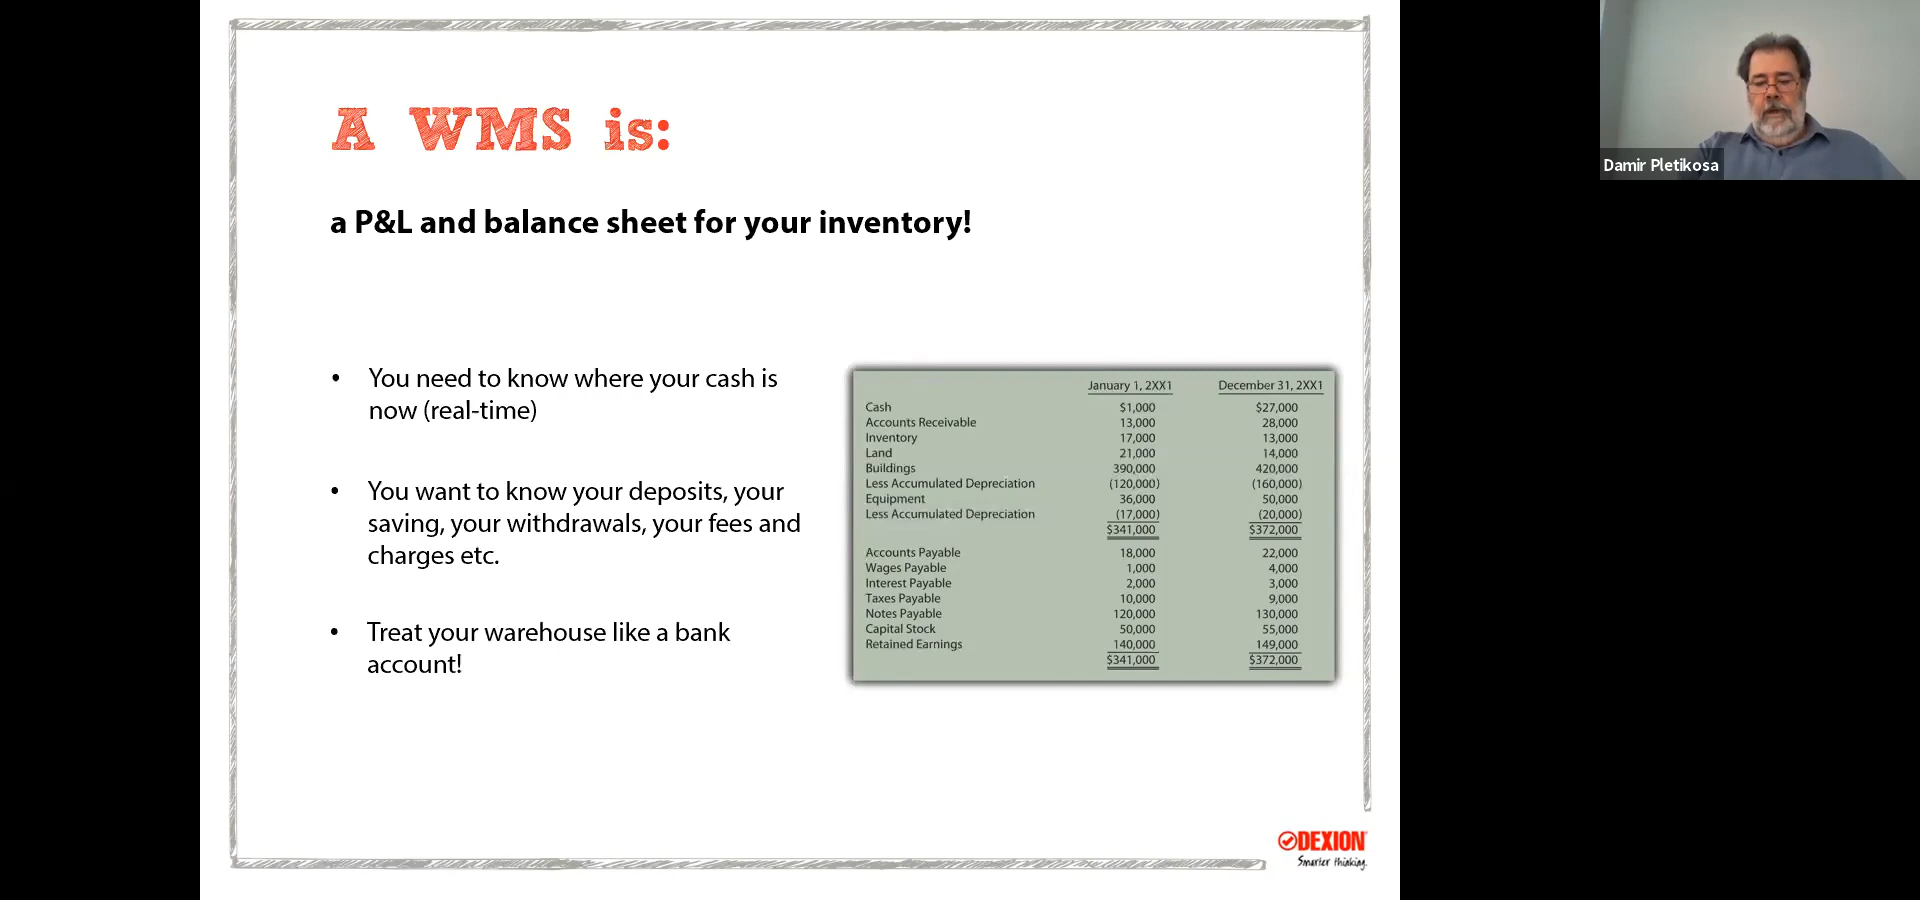 A WMS is:
a P&L and balance sheet for your inventory!
• You need to know where your cash is
now (real-time)
• You want to know your deposits, your
saving, your withdrawals, your fees and
charges etc.
• Treat your warehouse like a bank
account!
January 1, 2XX1 December 31, 2XX1
Cash $1,000 $27,000
Accounts Receivable 13,000 28,000
Inventory 17,000 13,000
Land 21,000 14,000
Buildings 390,000 420,000
Less Accumulated Depreciation (120,000) (160,000)
Equipment 36,000 50,000
Less Accumulated Depreciation (17,000) (20,000)
$341,000 $372,000
Accounts Payable 18,000 22,000
Wages Payable 1,000 4,000
Interest Payable 2,000 3,000
Taxes Payable 10,000 9,000
Notes Payable 120,000 130,000
Capital Stock 50,000 55,000
Retained Earnings 140,000 149,000
$341,000 $372,000
DEXION
Smarter thinking.
Damir Pletikosa